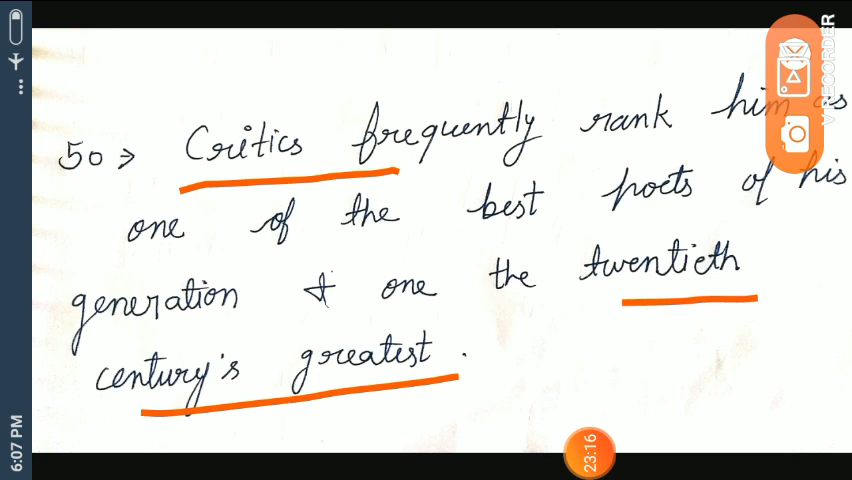 50 > Critics frequently rank him as
one of the best poets of his
generation & one the twentieth
century's greatest.
6:07 PM
V RECORDER
23:16